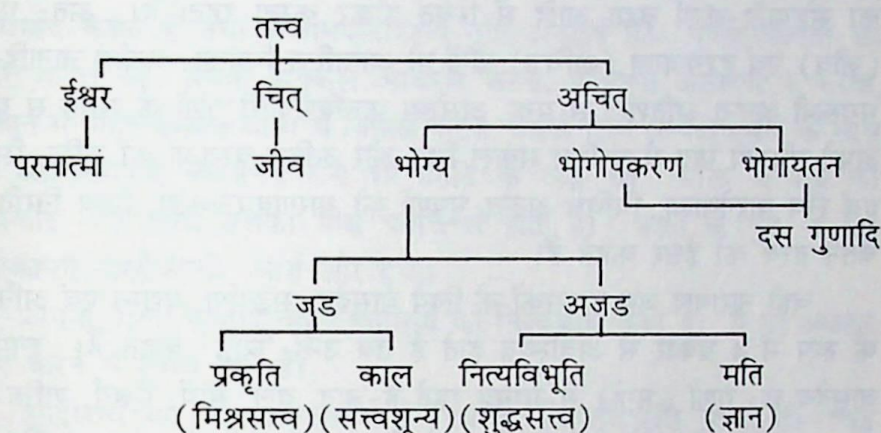 तत्त्व
ईश्वर चित् अचित्
परमात्मा जीव भोग्य भोगोपकरण भोगायतन
दस गुणादि
जड अजड
प्रकृति काल नित्यविभूति मति
(मिश्रसत्त्व) (सत्त्वशून्य) (शुद्धसत्त्व) (ज्ञान)